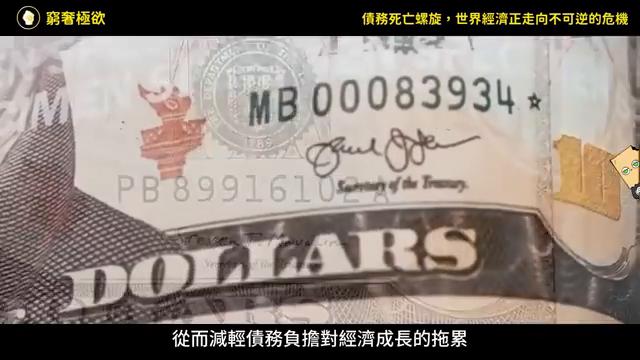 窮奢極欲
債務死亡螺旋，世界經濟正走向不可逆的危機
MB 00083934
PB 89916102
Secretary of the Treasury.
DOLLARS
從而減輕債務負擔對經濟成長的拖累